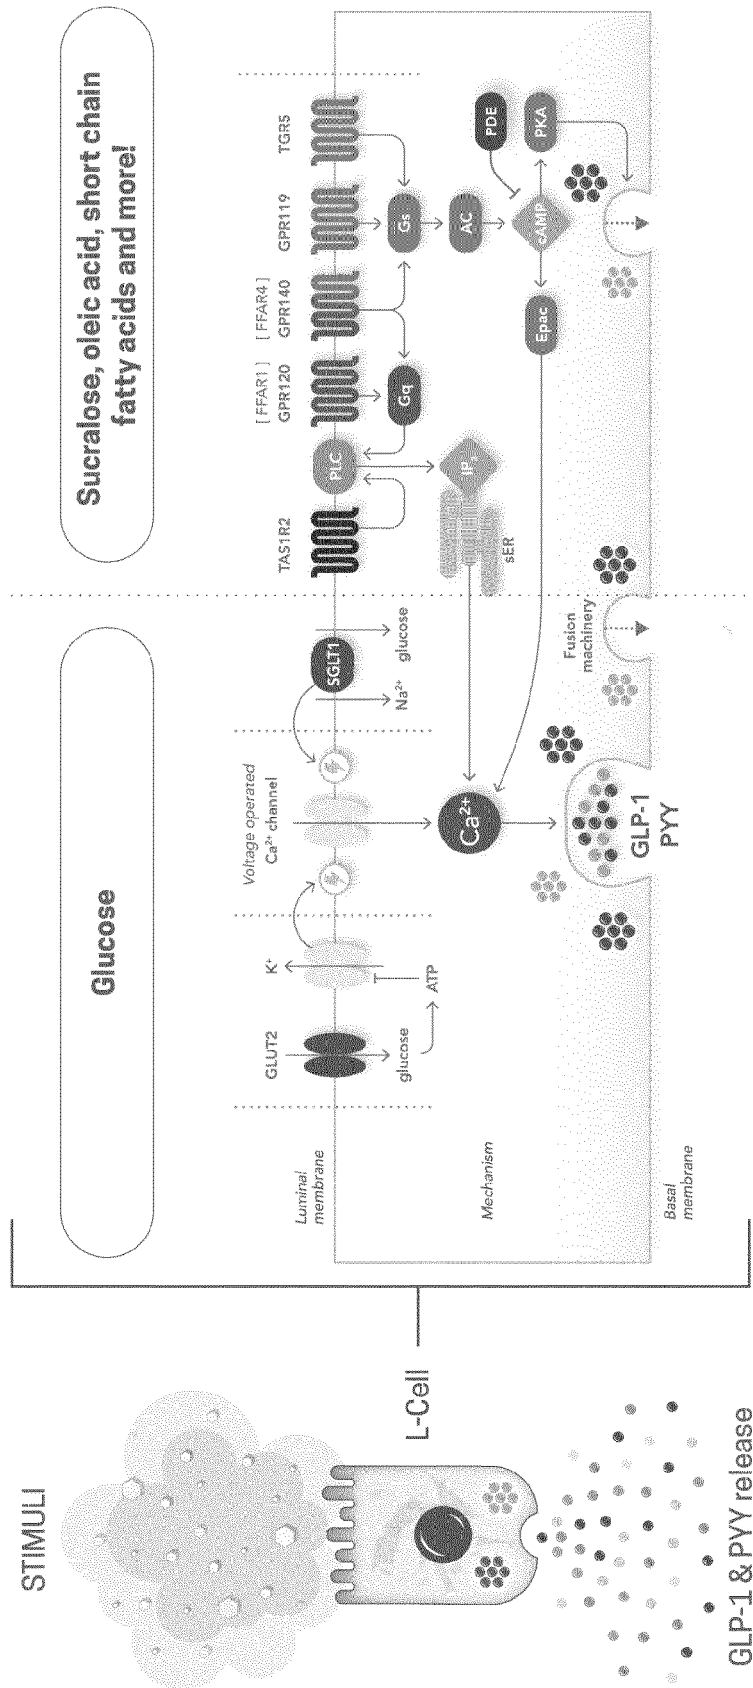 STIMULI
L-Cell
GLP-1 & PYY release
Glucose
Sucralose, oleic acid, short chain
fatty acids and more!
Luminal
membrane
Mechanism
Basal
membrane
GLUT2
glucose
ATP
K⁺
Voltage operated
Ca²⁺ channel
SGLT1
Na²⁺
glucose
Ca²⁺
GLP-1
PYY
Fusion
machinery
TAS1R2
PLC
[ FFAR1 ]
GPR120
[ FFAR4 ]
GPR140
GPR119
TGR5
Gq
Gs
AC
IP₃
sER
cAMP
PDE
PKA
Epac